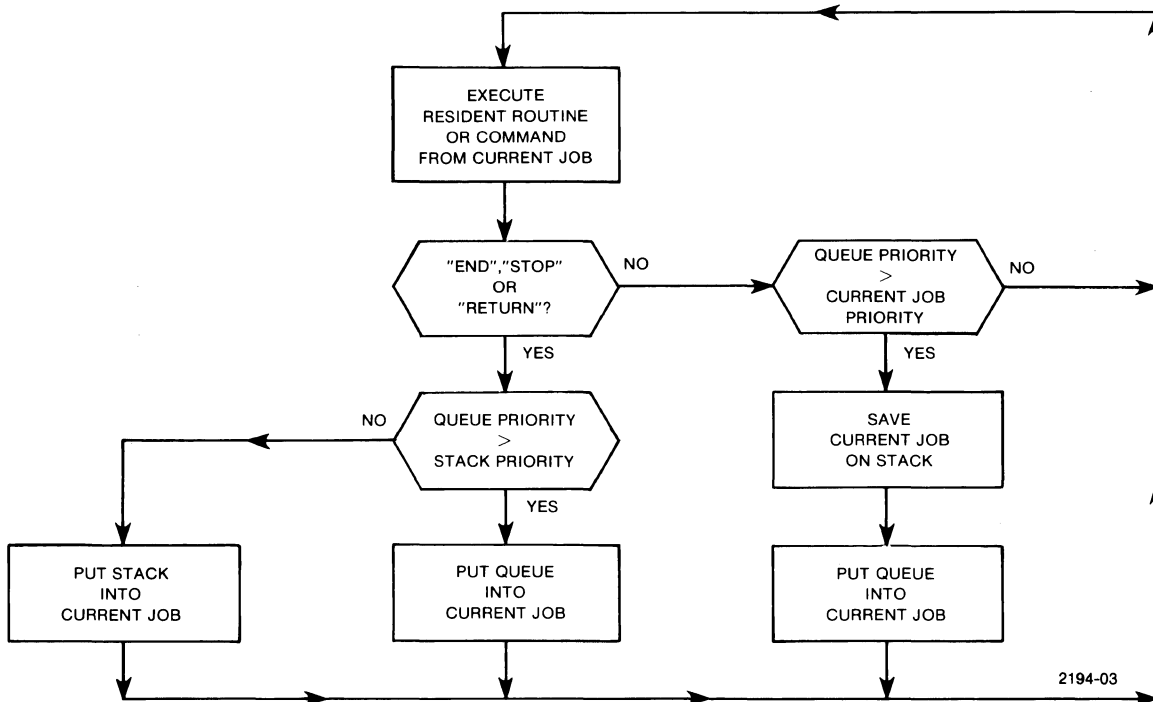 EXECUTE
RESIDENT ROUTINE
OR COMMAND
FROM CURRENT JOB
"END","STOP"
OR
"RETURN"?
NO
QUEUE PRIORITY
>
CURRENT JOB
PRIORITY
NO
YES
YES
NO
QUEUE PRIORITY
>
STACK PRIORITY
SAVE
CURRENT JOB
ON STACK
YES
PUT STACK
INTO
CURRENT JOB
PUT QUEUE
INTO
CURRENT JOB
PUT QUEUE
INTO
CURRENT JOB
2194-03